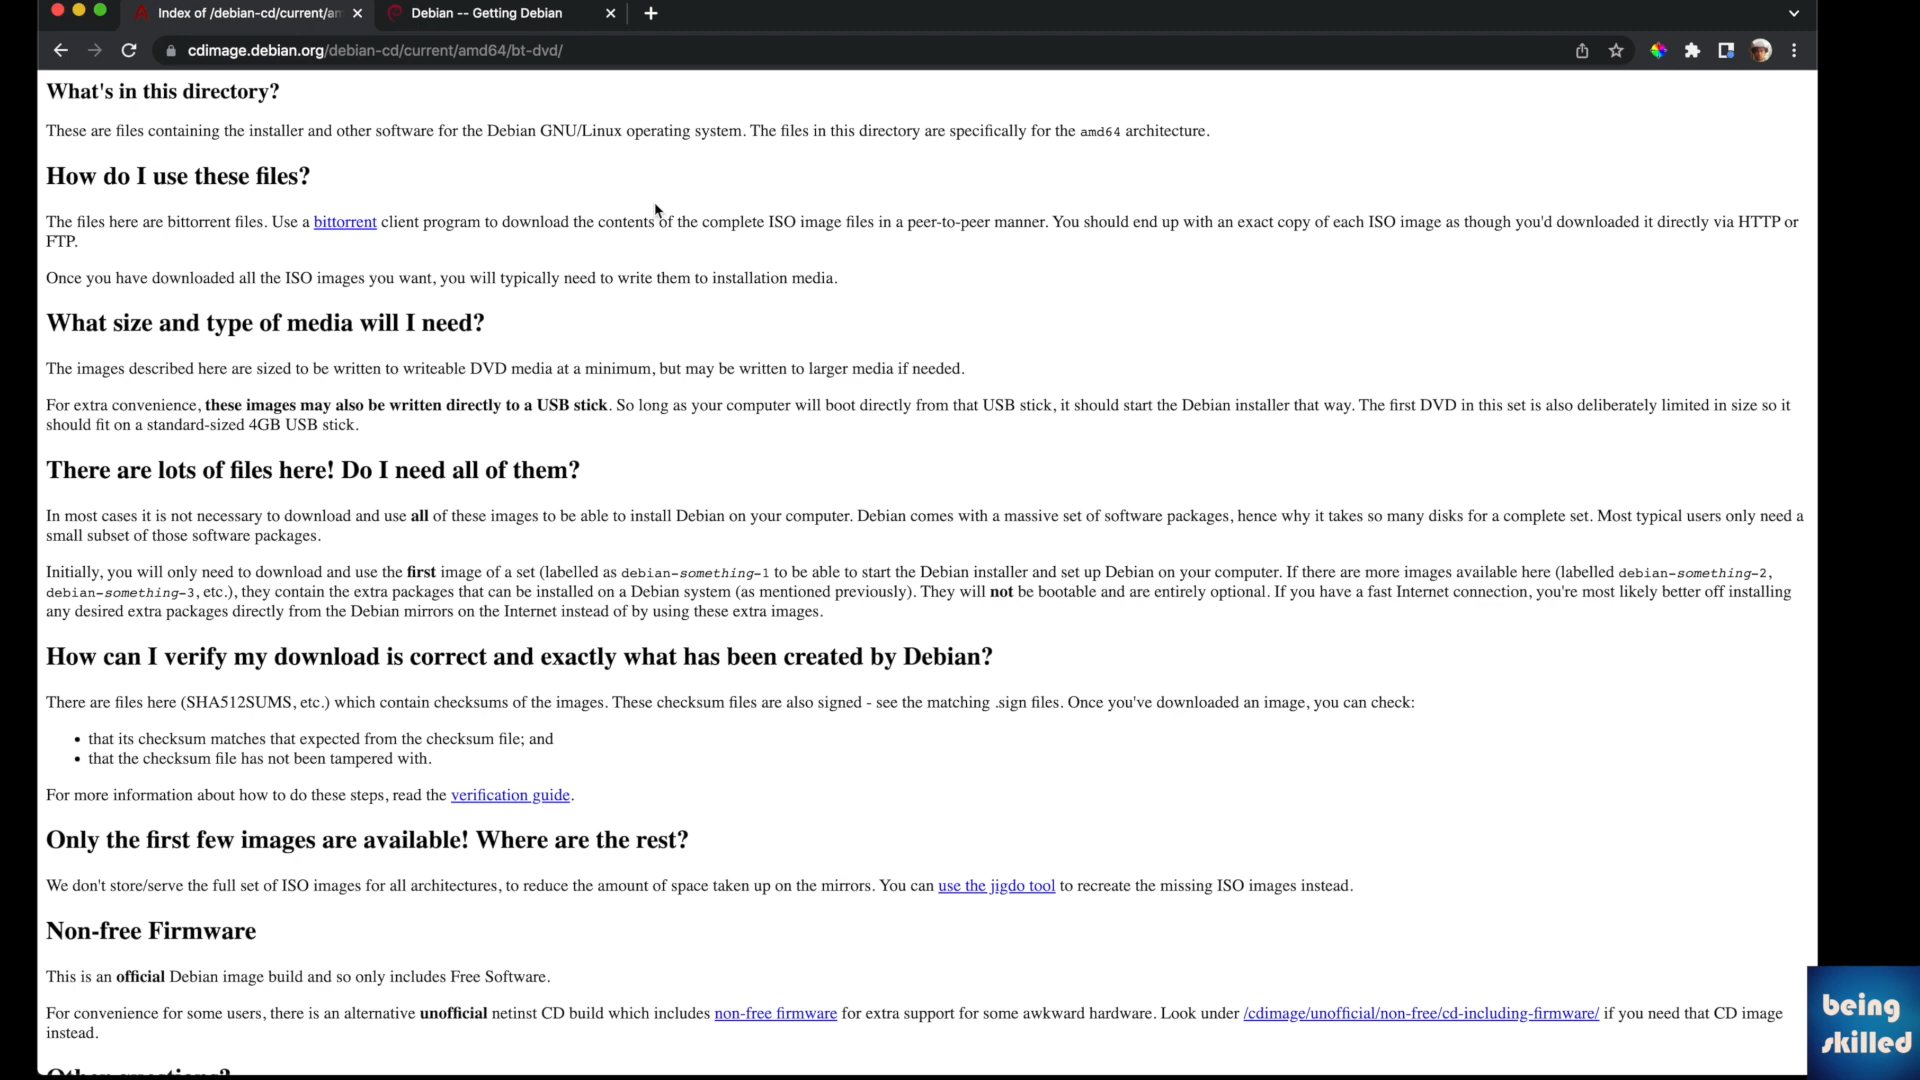 Index of /debian-cd/current/am
Debian -- Getting Debian
cdimage.debian.org/debian-cd/current/amd64/bt-dvd/
What's in this directory?
These are files containing the installer and other software for the Debian GNU/Linux operating system. The files in this directory are specifically for the amd64 architecture.
How do I use these files?
The files here are bittorrent files. Use a bittorrent client program to download the contents of the complete ISO image files in a peer-to-peer manner. You should end up with an exact copy of each ISO image as though you'd downloaded it directly via HTTP or
FTP.
Once you have downloaded all the ISO images you want, you will typically need to write them to installation media.
What size and type of media will I need?
The images described here are sized to be written to writeable DVD media at a minimum, but may be written to larger media if needed.
For extra convenience, these images may also be written directly to a USB stick. So long as your computer will boot directly from that USB stick, it should start the Debian installer that way. The first DVD in this set is also deliberately limited in size so it
should fit on a standard-sized 4GB USB stick.
There are lots of files here! Do I need all of them?
In most cases it is not necessary to download and use all of these images to be able to install Debian on your computer. Debian comes with a massive set of software packages, hence why it takes so many disks for a complete set. Most typical users only need a
small subset of those software packages.
Initially, you will only need to download and use the first image of a set (labelled as debian-something-1 to be able to start the Debian installer and set up Debian on your computer. If there are more images available here (labelled debian-something-2,
debian-something-3, etc.), they contain the extra packages that can be installed on a Debian system (as mentioned previously). They will not be bootable and are entirely optional. If you have a fast Internet connection, you're most likely better off installing
any desired extra packages directly from the Debian mirrors on the Internet instead of by using these extra images.
How can I verify my download is correct and exactly what has been created by Debian?
There are files here (SHA512SUMS, etc.) which contain checksums of the images. These checksum files are also signed - see the matching .sign files. Once you've downloaded an image, you can check:
• that its checksum matches that expected from the checksum file; and
• that the checksum file has not been tampered with.
For more information about how to do these steps, read the verification guide.
Only the first few images are available! Where are the rest?
We don't store/serve the full set of ISO images for all architectures, to reduce the amount of space taken up on the mirrors. You can use the jigdo tool to recreate the missing ISO images instead.
Non-free Firmware
This is an official Debian image build and so only includes Free Software.
For convenience for some users, there is an alternative unofficial netinst CD build which includes non-free firmware for extra support for some awkward hardware. Look under /cdimage/unofficial/non-free/cd-including-firmware/ if you need that CD image
instead.
Other questions?
being
skilled